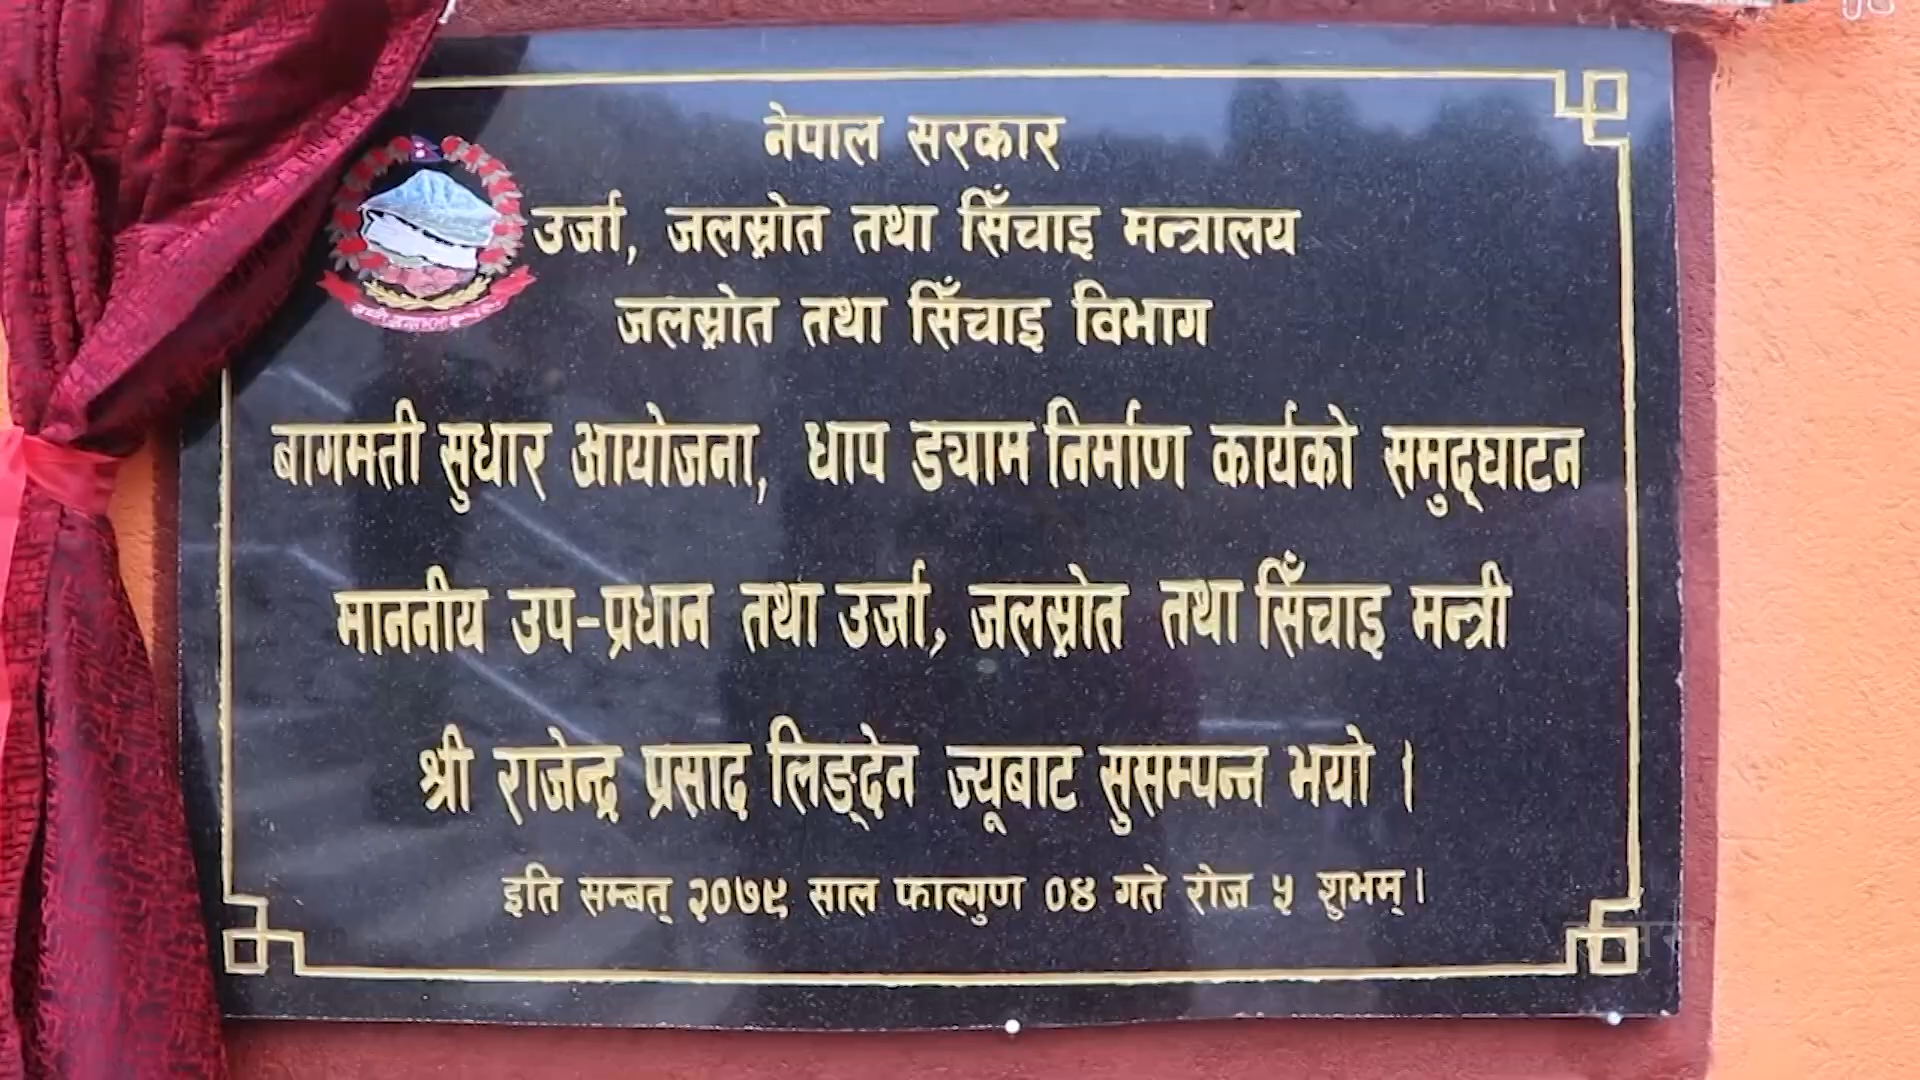 नेपाल सरकार
उर्जा, जलस्रोत तथा सिँचाइ मन्त्रालय
जलस्रोत तथा सिँचाइ विभाग
बागमती सुधार आयोजना, धाप ड्याम निर्माण कार्यको समुद्घाटन
माननीय उप-प्रधान तथा उर्जा, जलस्रोत तथा सिँचाइ मन्त्री
श्री राजेन्द्र प्रसाद लिङ्देन ज्यूबाट सुसम्पन्न भयो ।
इति सम्बत् २०७९ साल फाल्गुण ०४ गते रोज ५ शुभम् ।